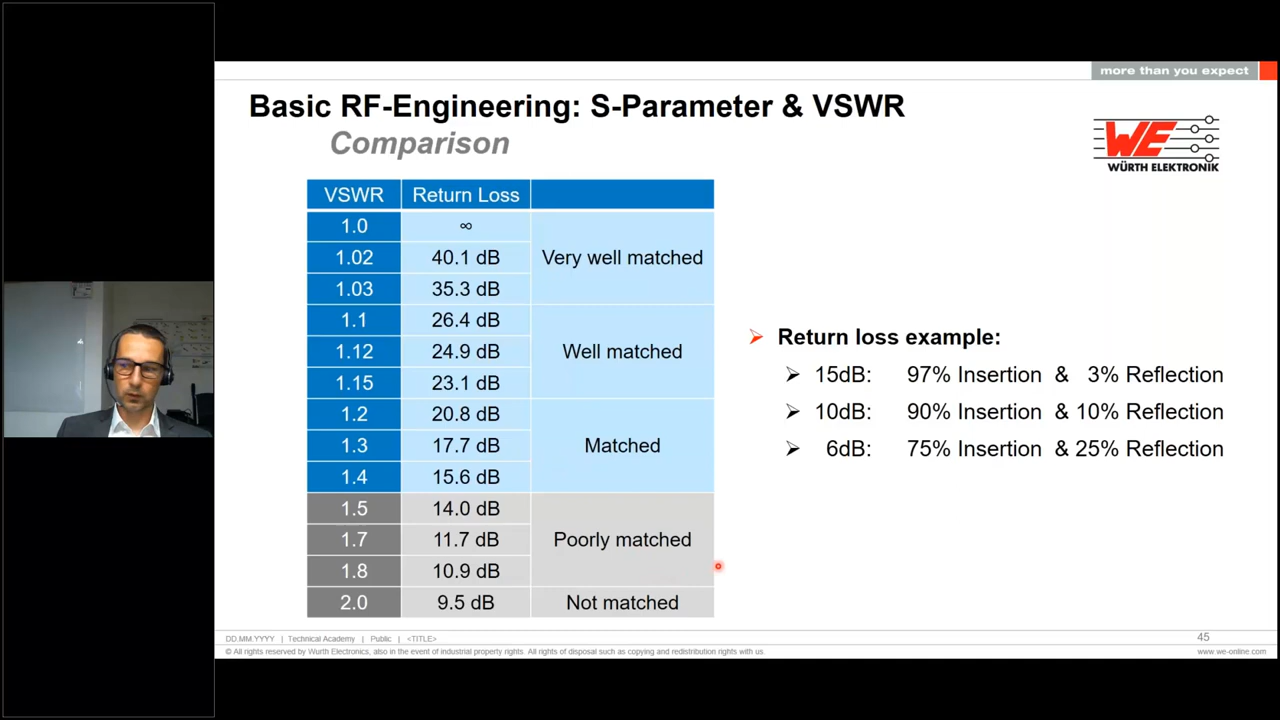 more than you expect
Basic RF-Engineering: S-Parameter & VSWR
Comparison
WE
WÜRTH ELEKTRONIK
VSWR Return Loss
1.0 ∞
1.02 40.1 dB Very well matched
1.03 35.3 dB
1.1 26.4 dB
1.12 24.9 dB Well matched
1.15 23.1 dB
1.2 20.8 dB
1.3 17.7 dB Matched
1.4 15.6 dB
1.5 14.0 dB
1.7 11.7 dB Poorly matched
1.8 10.9 dB
2.0 9.5 dB Not matched
Return loss example:
15dB: 97% Insertion & 3% Reflection
10dB: 90% Insertion & 10% Reflection
6dB: 75% Insertion & 25% Reflection
DD.MM.YYYY | Technical Academy | Public | <TITLE>
45
© All rights reserved by Wurth Electronics, also in the event of industrial property rights. All rights of disposal such as copying and redistribution rights with us.
www.we-online.com